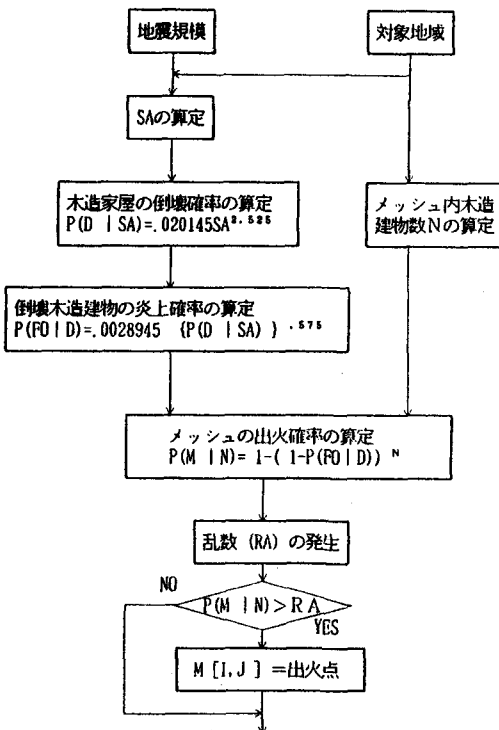 地震規模
対象地域
SAの算定
木造家屋の倒壊確率の算定
P(D | SA)=.020145SA².⁵²⁵
メッシュ内木造
建物数Nの算定
倒壊木造建物の炎上確率の算定
P(FO | D)=.0028945 {P(D | SA) } .⁵⁷⁵
メッシュの出火確率の算定
P(M | N)= 1-( 1-P(FO | D)) ᴺ
乱数 (RA) の発生
NO
P(M | N)>RA
YES
M [I,J ] =出火点